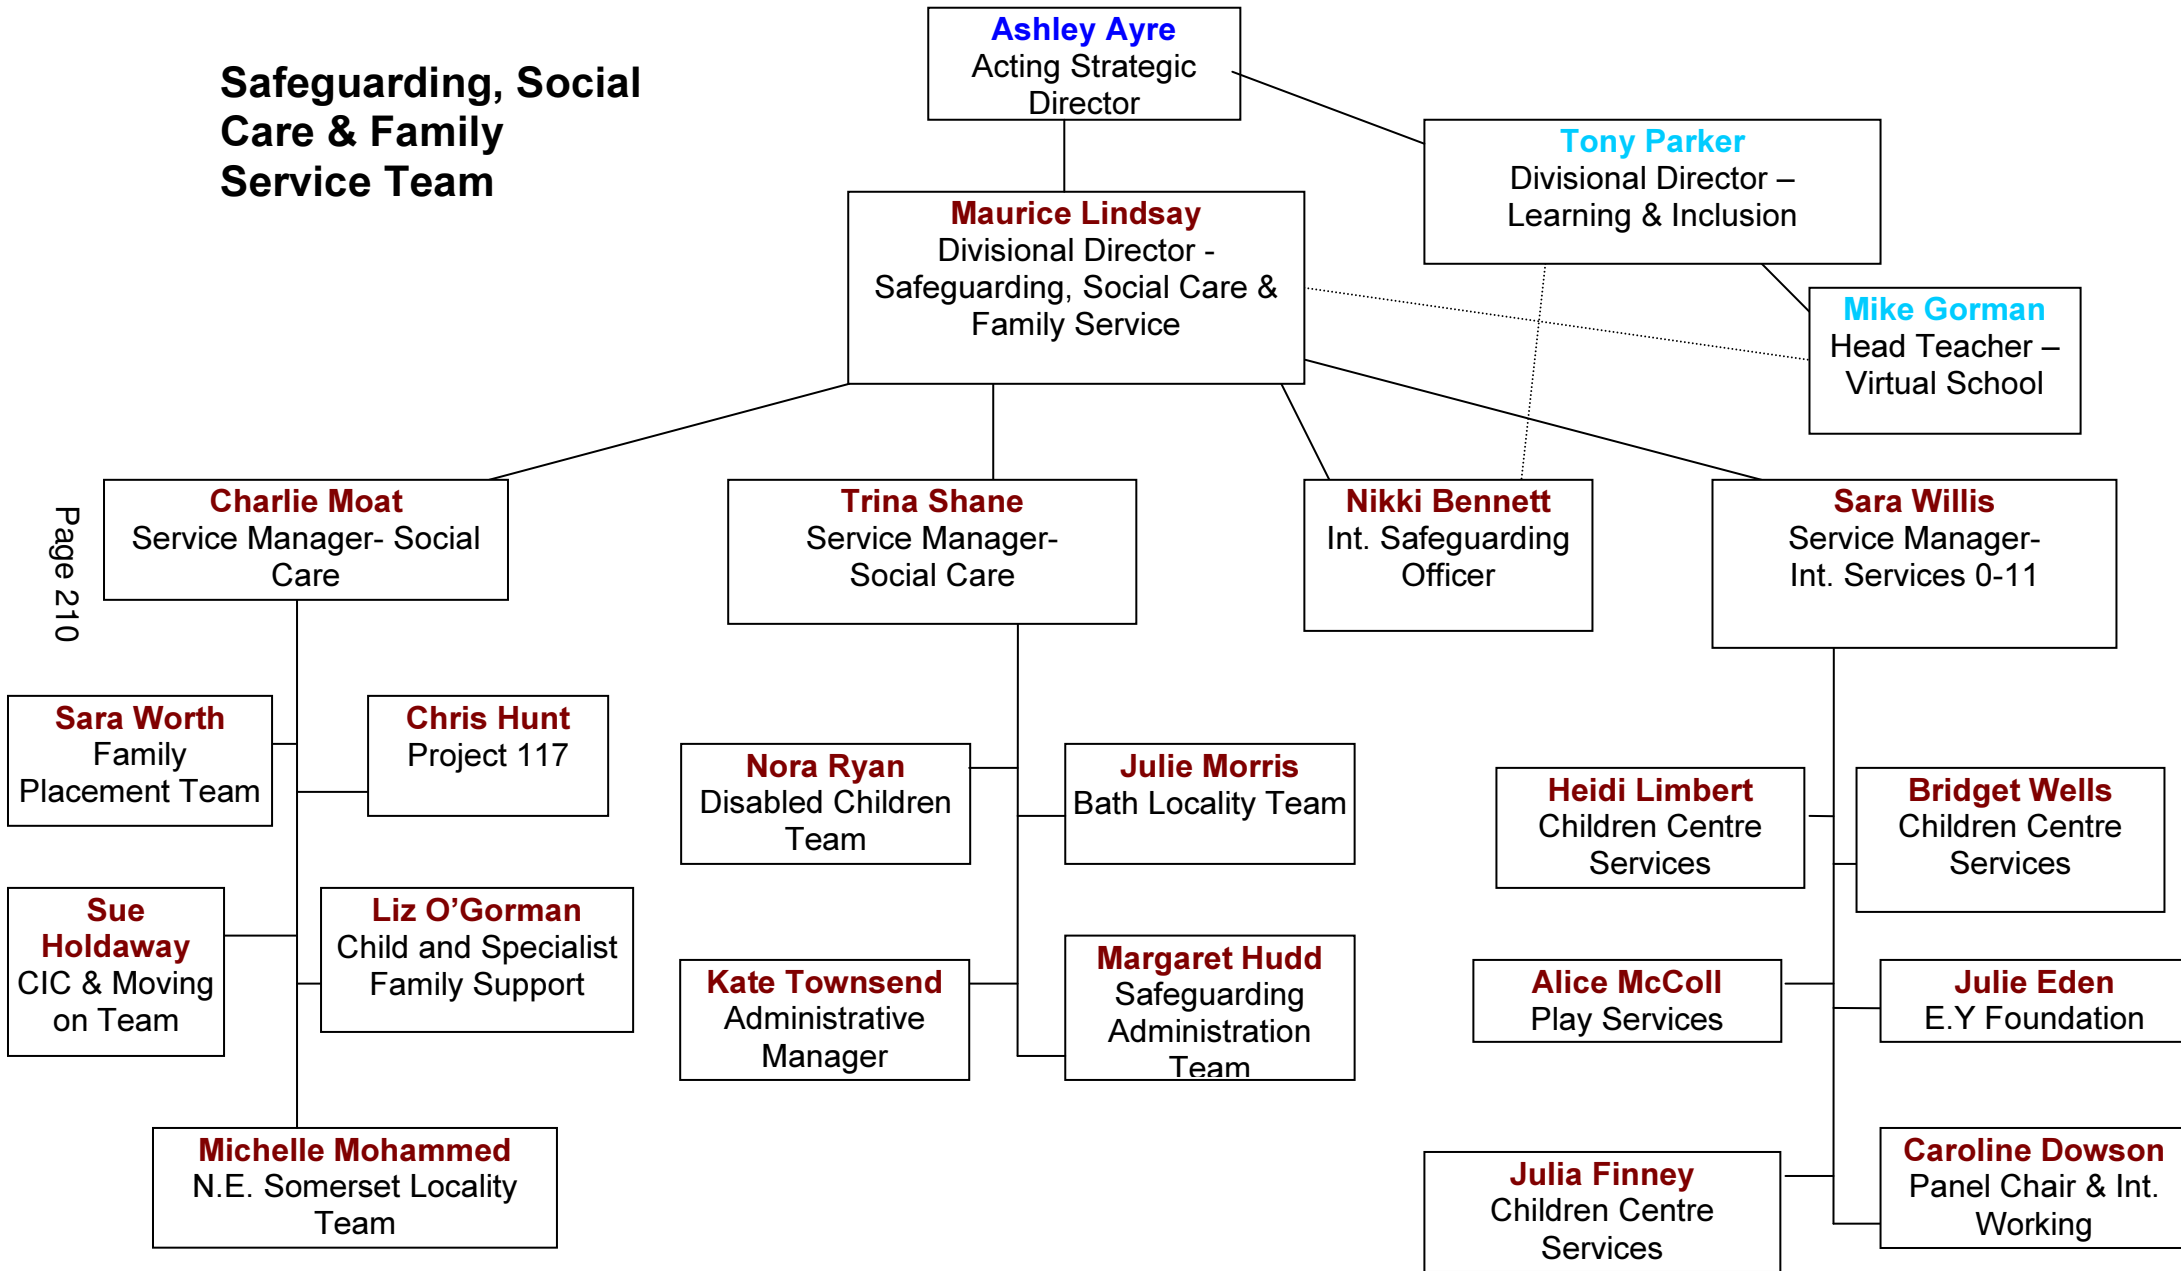 Safeguarding, Social
Care & Family
Service Team
Ashley Ayre
Acting Strategic
Director
Tony Parker
Divisional Director –
Learning & Inclusion
Maurice Lindsay
Divisional Director -
Safeguarding, Social Care &
Family Service
Mike Gorman
Head Teacher –
Virtual School
Page 210
Charlie Moat
Service Manager- Social
Care
Trina Shane
Service Manager-
Social Care
Nikki Bennett
Int. Safeguarding
Officer
Sara Willis
Service Manager-
Int. Services 0-11
Sara Worth
Family
Placement Team
Chris Hunt
Project 117
Nora Ryan
Disabled Children
Team
Julie Morris
Bath Locality Team
Heidi Limbert
Children Centre
Services
Bridget Wells
Children Centre
Services
Sue
Holdaway
CIC & Moving
on Team
Liz O’Gorman
Child and Specialist
Family Support
Kate Townsend
Administrative
Manager
Margaret Hudd
Safeguarding
Administration
Team
Alice McColl
Play Services
Julie Eden
E.Y Foundation
Michelle Mohammed
N.E. Somerset Locality
Team
Julia Finney
Children Centre
Services
Caroline Dowson
Panel Chair & Int.
Working